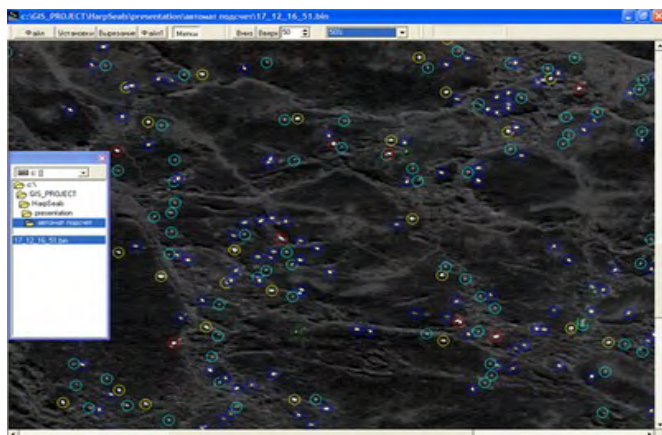 c:\GIS_PROJECT\HarpSeals\presentation\автомат подсчет\17_12_16_51.bin
Файл Установки Вырезание Файл1 Матки Вниз Вверх 50 50%
c: []
c:\
GIS_PROJECT
HarpSeals
presentation
автомат подсчет
17_12_16_51.bin